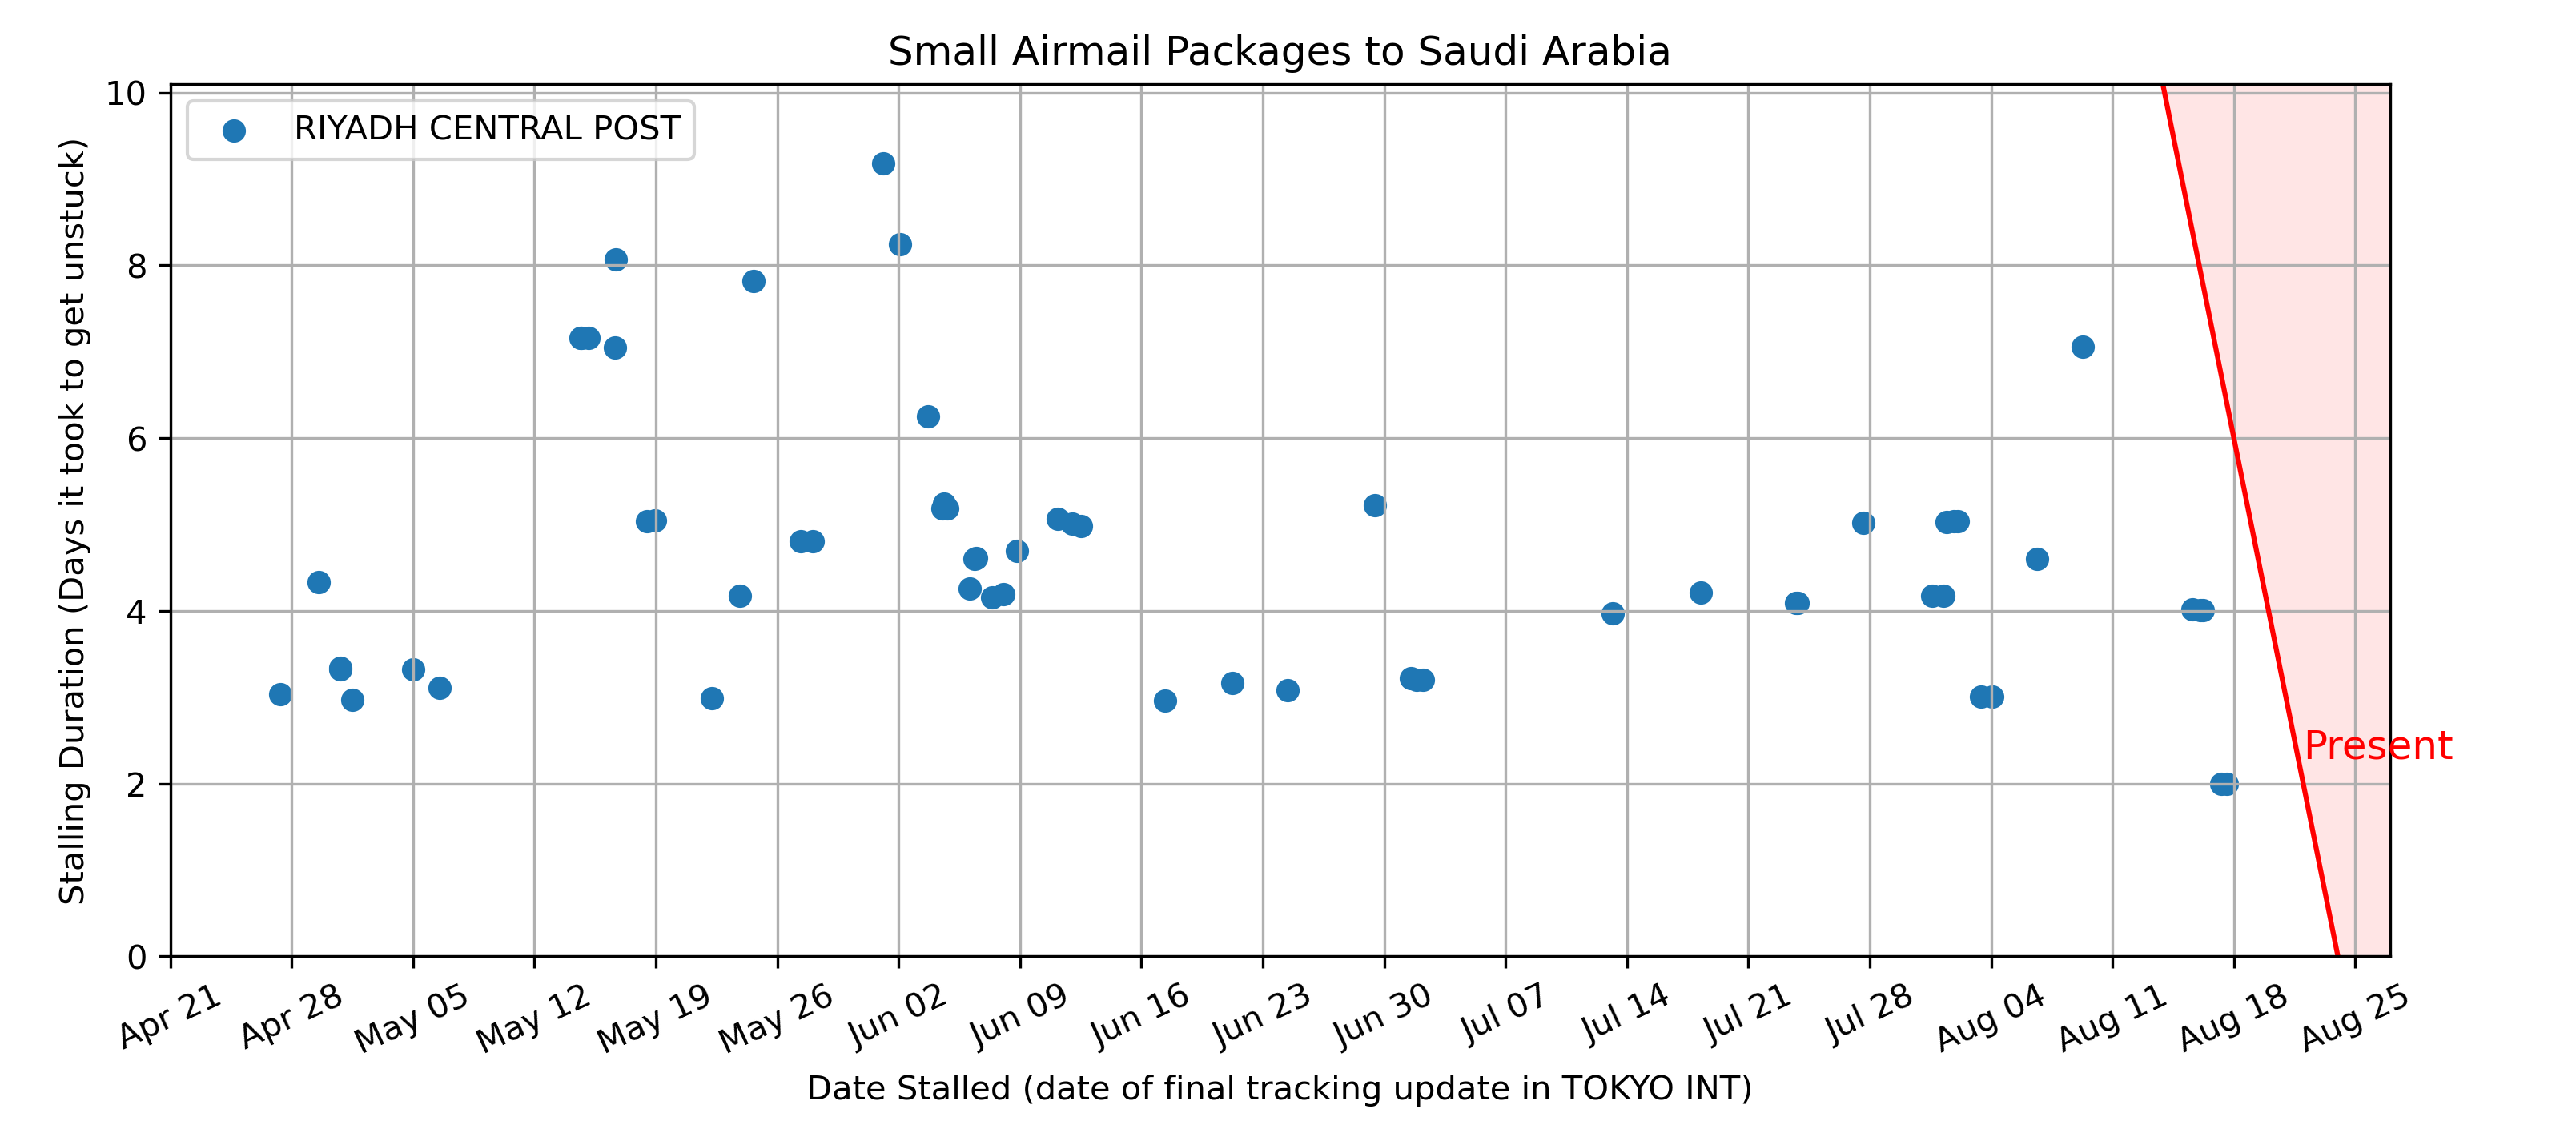 Small Airmail Packages to Saudi Arabia
RIYADH CENTRAL POST
Stalling Duration (Days it took to get unstuck)
10
8
6
4
2
0
Present
Apr 21
Apr 28
May 05
May 12
May 19
May 26
Jun 02
Jun 09
Jun 16
Jun 23
Jun 30
Jul 07
Jul 14
Jul 21
Jul 28
Aug 04
Aug 11
Aug 18
Aug 25
Date Stalled (date of final tracking update in TOKYO INT)